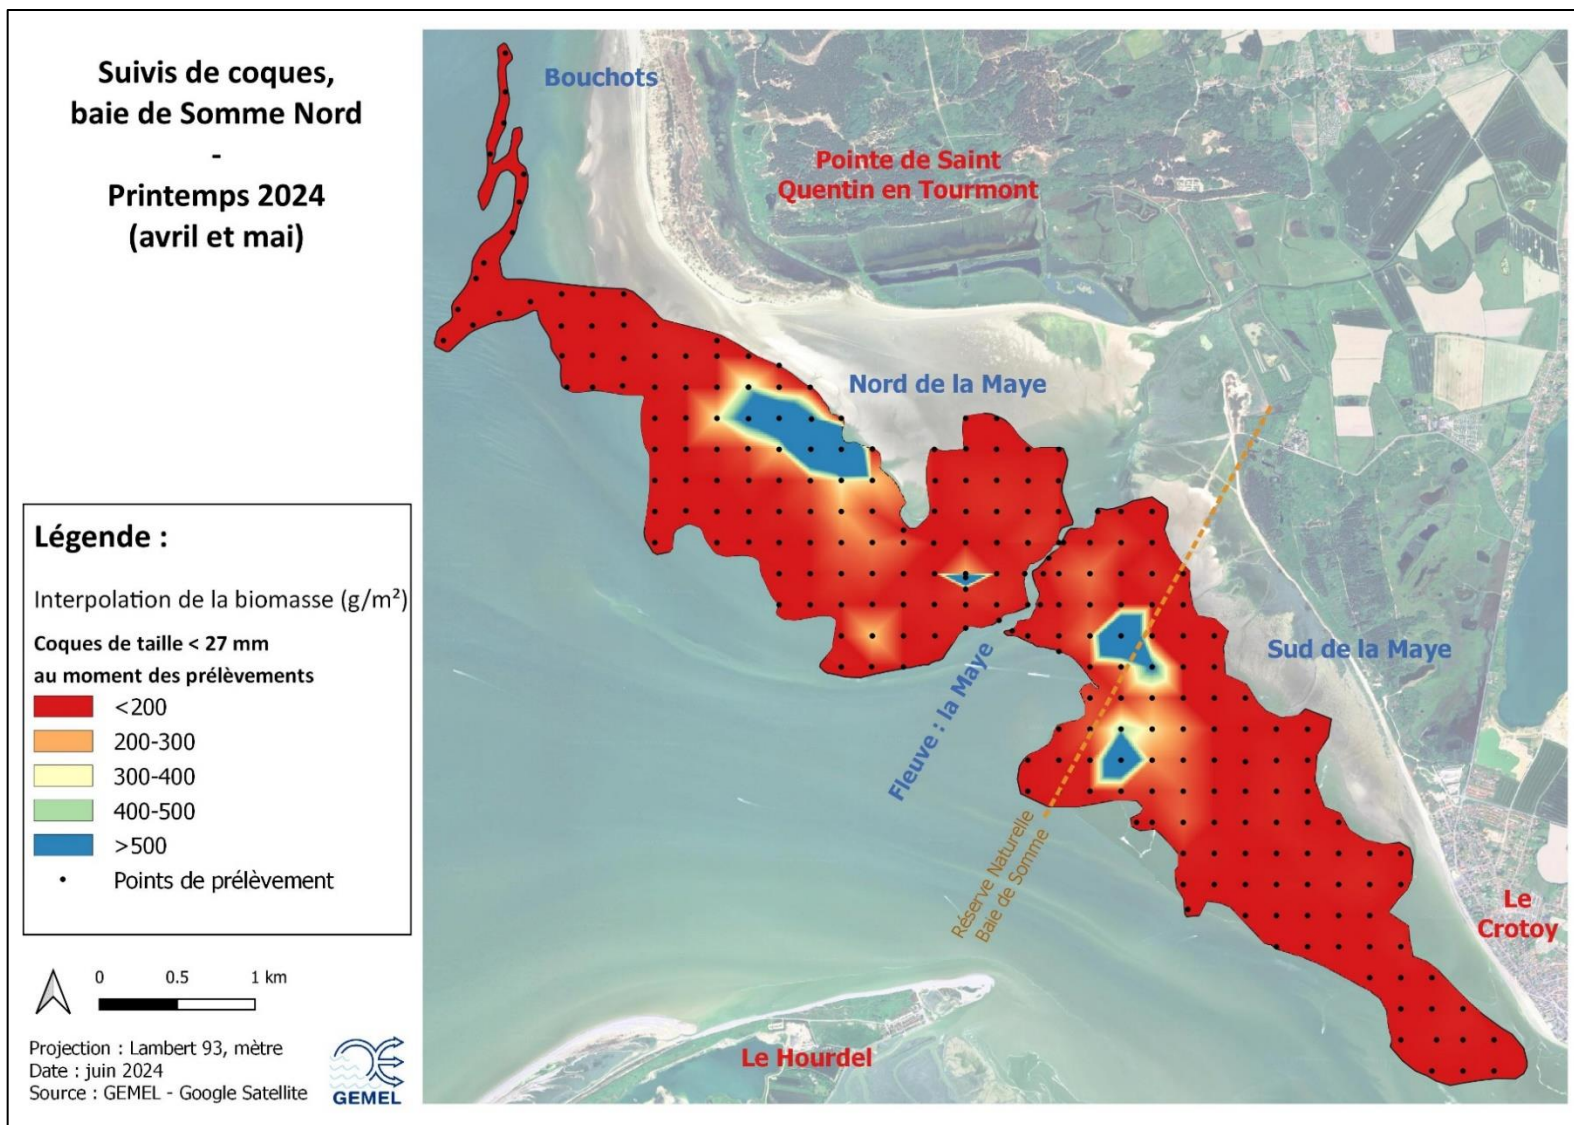 Suivis de coques,
baie de Somme Nord
-
Printemps 2024
(avril et mai)
Légende :
Interpolation de la biomasse (g/m²)
Coques de taille < 27 mm
au moment des prélèvements
<200
200-300
300-400
400-500
>500
Points de prélèvement
0 0.5 1 km
Projection : Lambert 93, mètre
Date : juin 2024
Source : GEMEL - Google Satellite
GEMEL
Bouchots
Pointe de Saint
Quentin en Tourmont
Nord de la Maye
Sud de la Maye
Fleuve : la Maye
Réserve Naturelle
Baie de Somme
Le
Crotoy
Le Hourdel